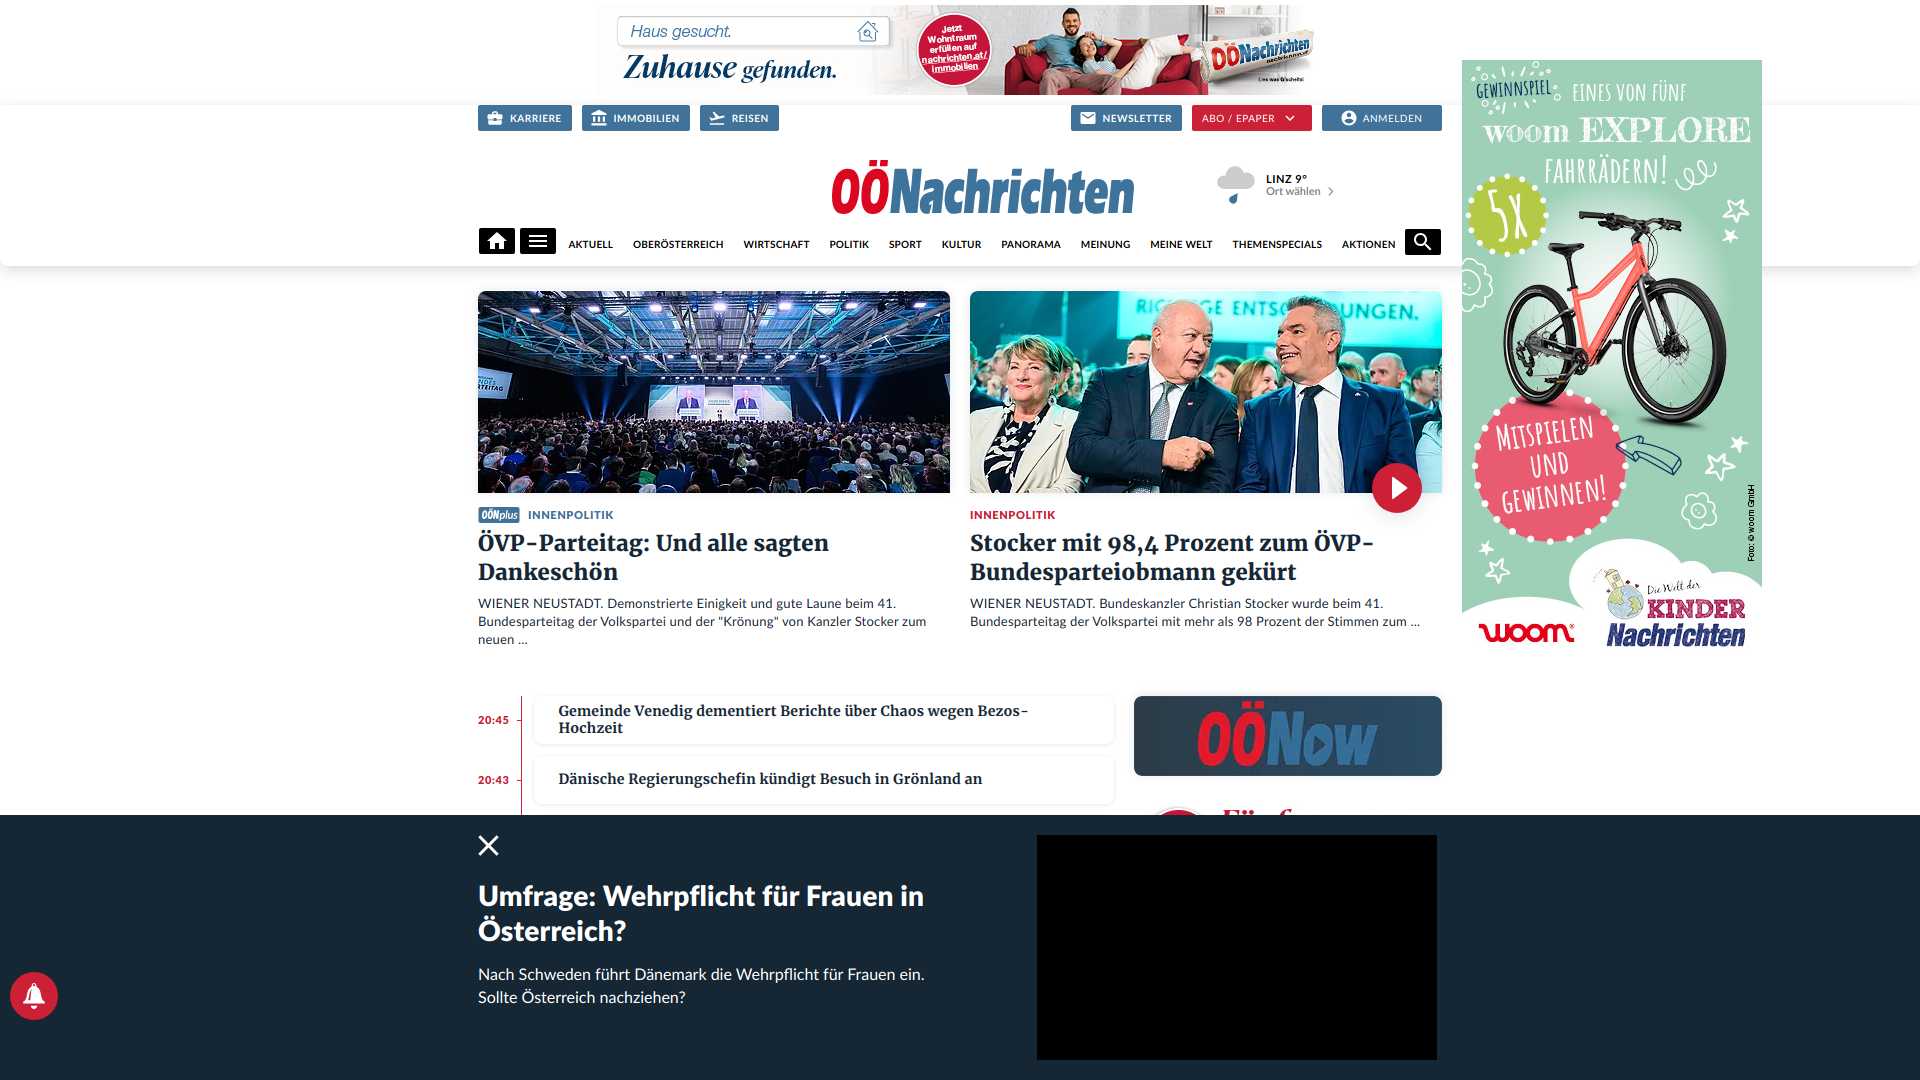 Haus gesucht.
Zuhause gefunden.
Jetzt
Wohntraum
erfüllen auf
nachrichten.at/
immobilien
OÖNachrichten
Lies was G'scheits!
KARRIERE
IMMOBILIEN
REISEN
NEWSLETTER
ABO / EPAPER
ANMELDEN
OÖNachrichten
LINZ 9°
Ort wählen
AKTUELL
OBERÖSTERREICH
WIRTSCHAFT
POLITIK
SPORT
KULTUR
PANORAMA
MEINUNG
MEINE WELT
THEMENSPECIALS
AKTIONEN
GEWINNSPIEL
EINES VON FÜNF
woom EXPLORE
FAHRRÄDERN!
5X
MITSPIELEN
UND
GEWINNEN!
Foto: © woom GmbH
Die Welt der
KINDER
Nachrichten
woom
PARTEITAG
OÖNplus INNENPOLITIK
ÖVP-Parteitag: Und alle sagten
Dankeschön
WIENER NEUSTADT. Demonstrierte Einigkeit und gute Laune beim 41.
Bundesparteitag der Volkspartei und der "Krönung" von Kanzler Stocker zum
neuen ...
INNENPOLITIK
Stocker mit 98,4 Prozent zum ÖVP-
Bundesparteiobmann gekürt
WIENER NEUSTADT. Bundeskanzler Christian Stocker wurde beim 41.
Bundesparteitag der Volkspartei mit mehr als 98 Prozent der Stimmen zum ...
20:45
Gemeinde Venedig dementiert Berichte über Chaos wegen Bezos-
Hochzeit
20:43
Dänische Regierungschefin kündigt Besuch in Grönland an
OÖNow
Umfrage: Wehrpflicht für Frauen in
Österreich?
Nach Schweden führt Dänemark die Wehrpflicht für Frauen ein.
Sollte Österreich nachziehen?